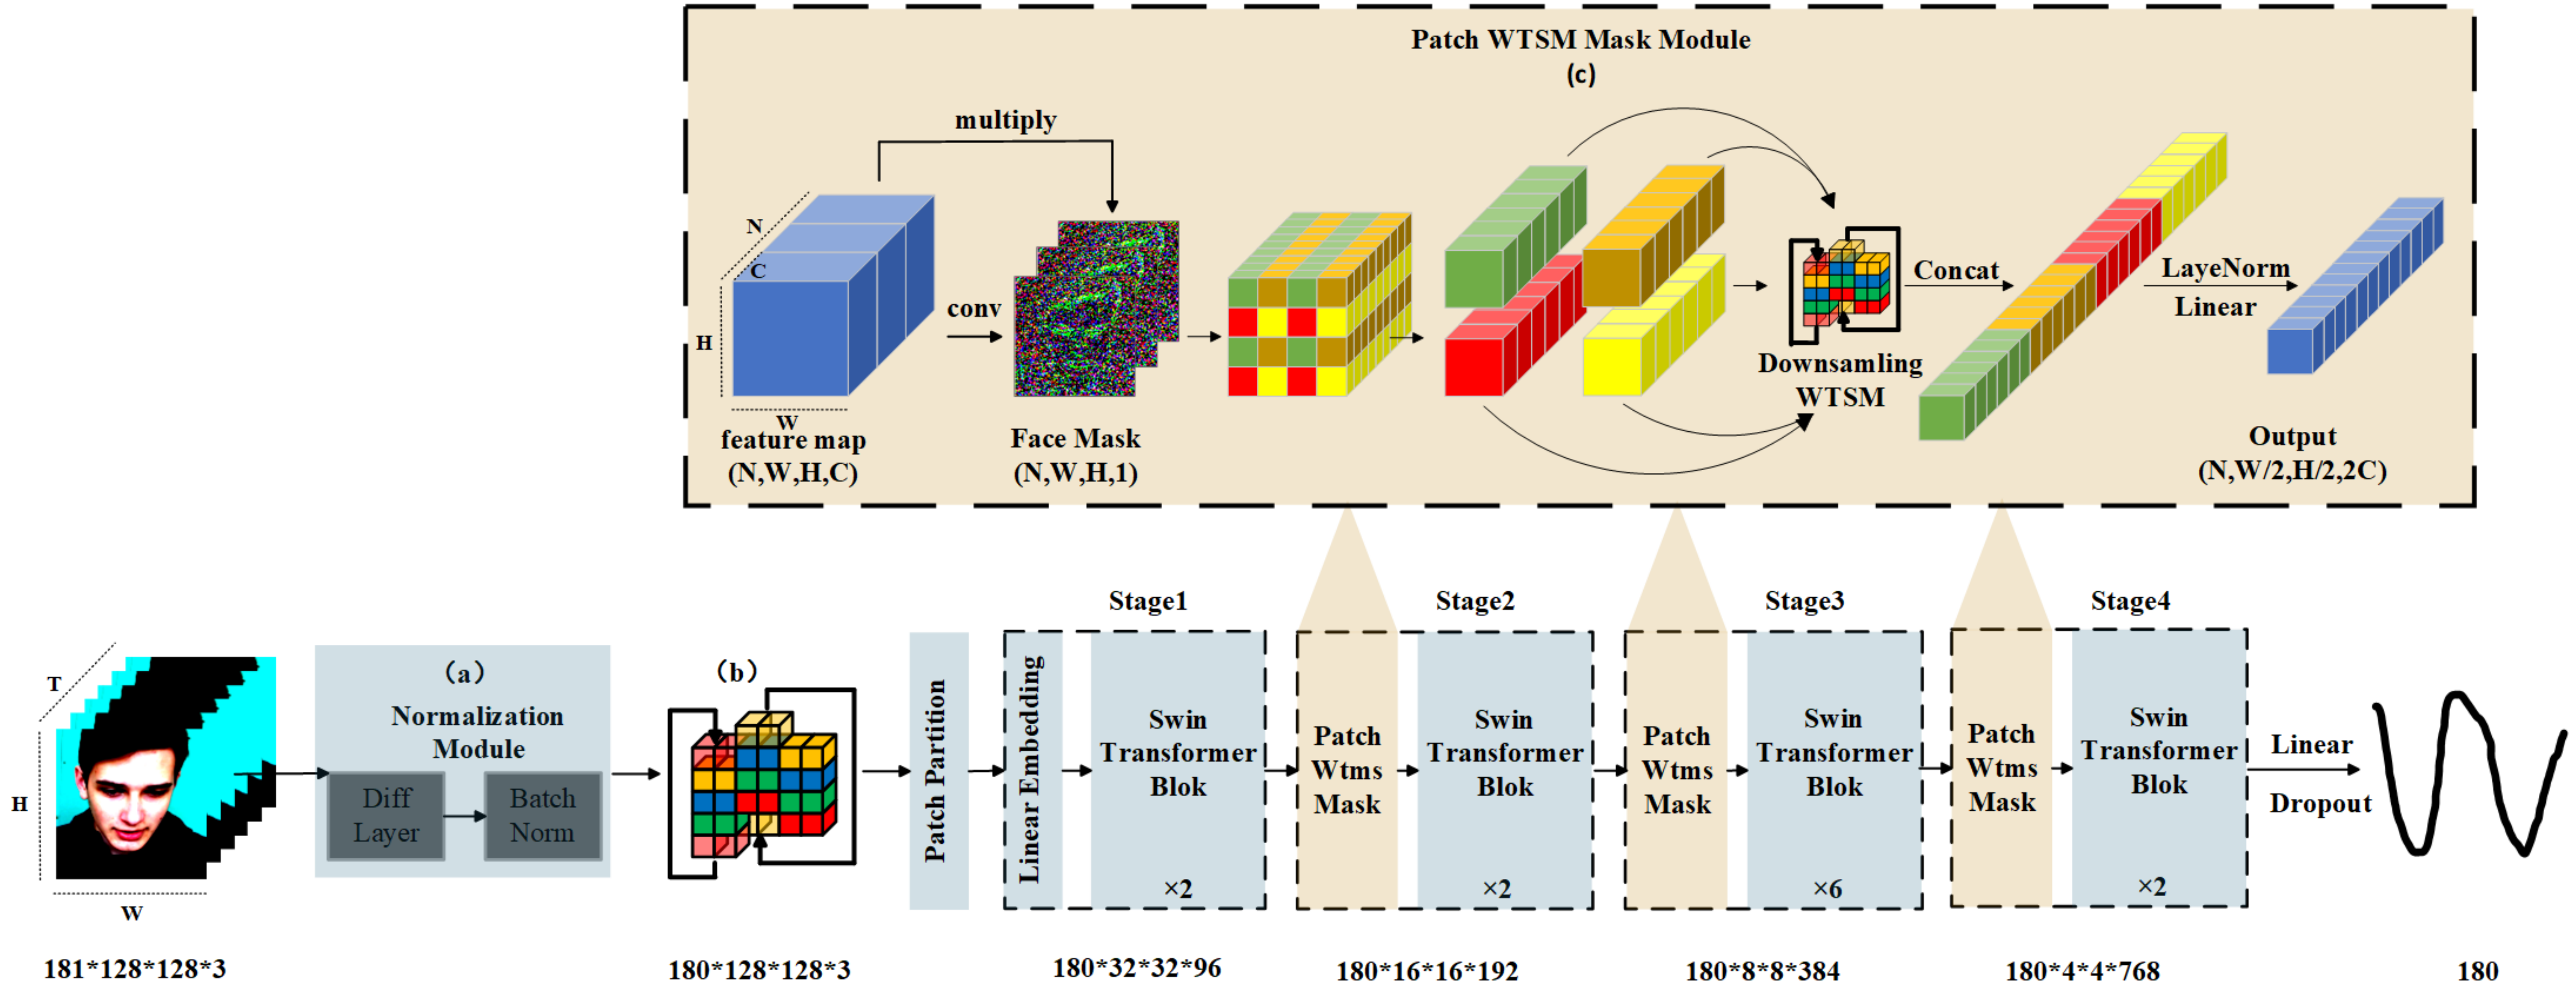 Patch WTSM Mask Module
(c)
multiply
N
C
H
W
conv
feature map
(N,W,H,C)
Face Mask
(N,W,H,1)
Downsamling
WTSM
Concat
LayeNorm
Linear
Output
(N,W/2,H/2,2C)
T
H
W
(a)
Normalization
Module
Diff
Layer
Batch
Norm
(b)
Patch Partition
Linear Embedding
Stage1
Swin
Transformer
Blok
×2
Stage2
Patch
Wtms
Mask
Swin
Transformer
Blok
×2
Stage3
Patch
Wtms
Mask
Swin
Transformer
Blok
×6
Stage4
Patch
Wtms
Mask
Swin
Transformer
Blok
×2
Linear
Dropout
181*128*128*3
180*128*128*3
180*32*32*96
180*16*16*192
180*8*8*384
180*4*4*768
180